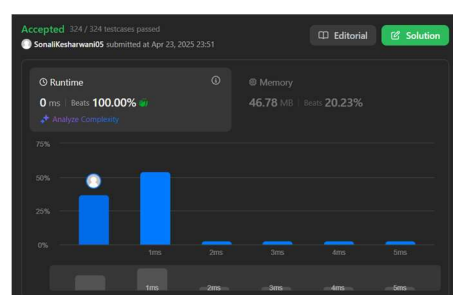 Accepted 324 / 324 testcases passed
SonaliKesharwani05 submitted at Apr 23, 2025 23:51
Editorial
Solution
Runtime
0 ms | Beats 100.00%
Analyze Complexity
Memory
46.78 MB | Beats 20.23%
75%
50%
25%
0%
1ms 2ms 3ms 4ms 5ms
1ms 2ms 3ms 4ms 5ms